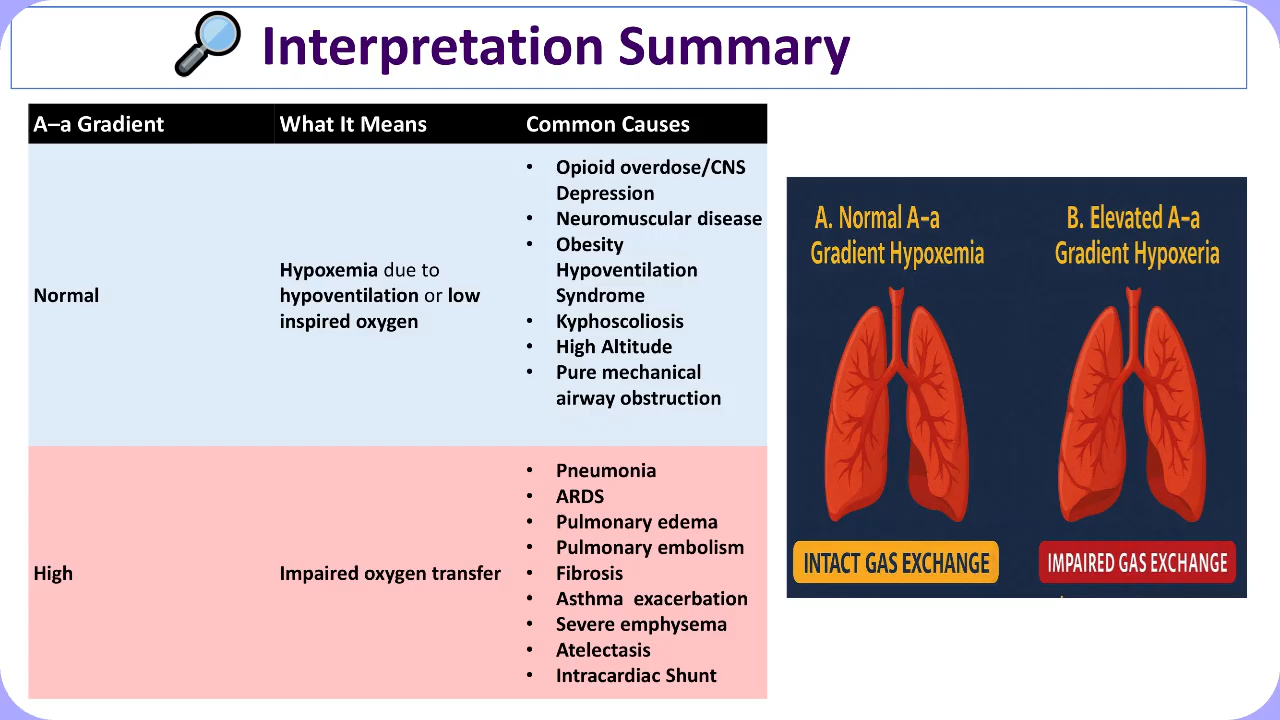 Interpretation Summary
A–a Gradient
What It Means
Common Causes
Normal
Hypoxemia due to
hypoventilation or low
inspired oxygen
• Opioid overdose/CNS
Depression
• Neuromuscular disease
• Obesity
Hypoventilation
Syndrome
• Kyphoscoliosis
• High Altitude
• Pure mechanical
airway obstruction
High
Impaired oxygen transfer
• Pneumonia
• ARDS
• Pulmonary edema
• Pulmonary embolism
• Fibrosis
• Asthma  exacerbation
• Severe emphysema
• Atelectasis
• Intracardiac Shunt
A. Normal A–a
Gradient Hypoxemia
INTACT GAS EXCHANGE
B. Elevated A–a
Gradient Hypoxeria
IMPAIRED GAS EXCHANGE